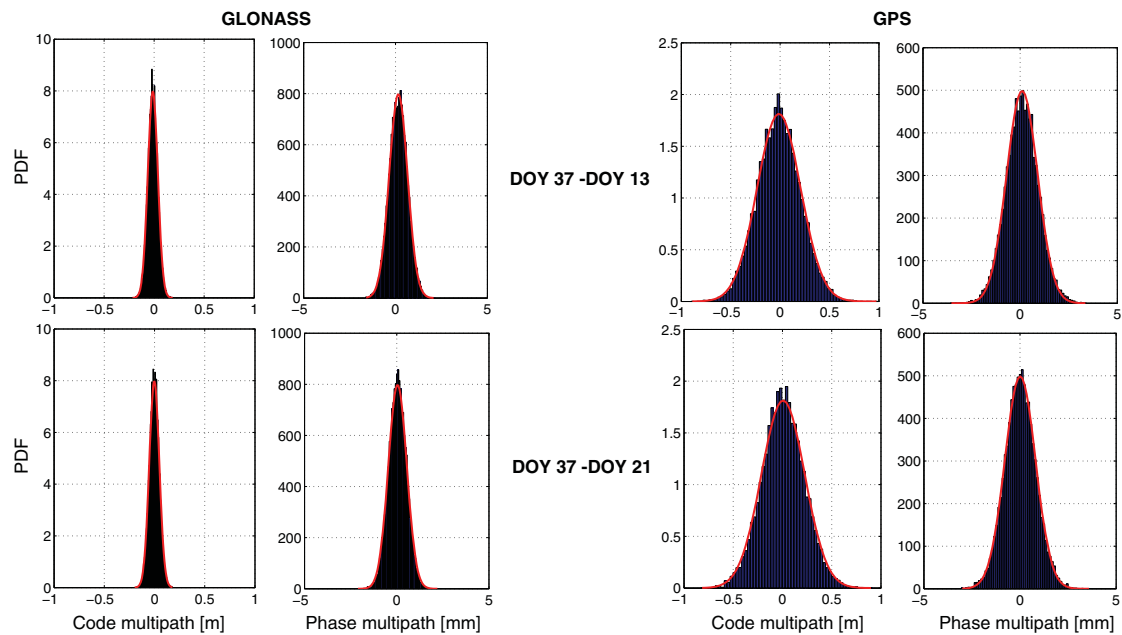 GLONASS GPS
10 8 6 4 2 0
−1 −0.5 0 0.5 1
PDF
1000 800 600 400 200 0
−5 0 5
DOY 37 -DOY 13
2.5 2 1.5 1 0.5 0
−1 −0.5 0 0.5 1
600 500 400 300 200 100 0
−5 0 5
10 8 6 4 2 0
−1 −0.5 0 0.5 1
PDF
Code multipath [m]
1000 800 600 400 200 0
−5 0 5
Phase multipath [mm]
DOY 37 -DOY 21
2.5 2 1.5 1 0.5 0
−1 −0.5 0 0.5 1
Code multipath [m]
600 500 400 300 200 100 0
−5 0 5
Phase multipath [mm]